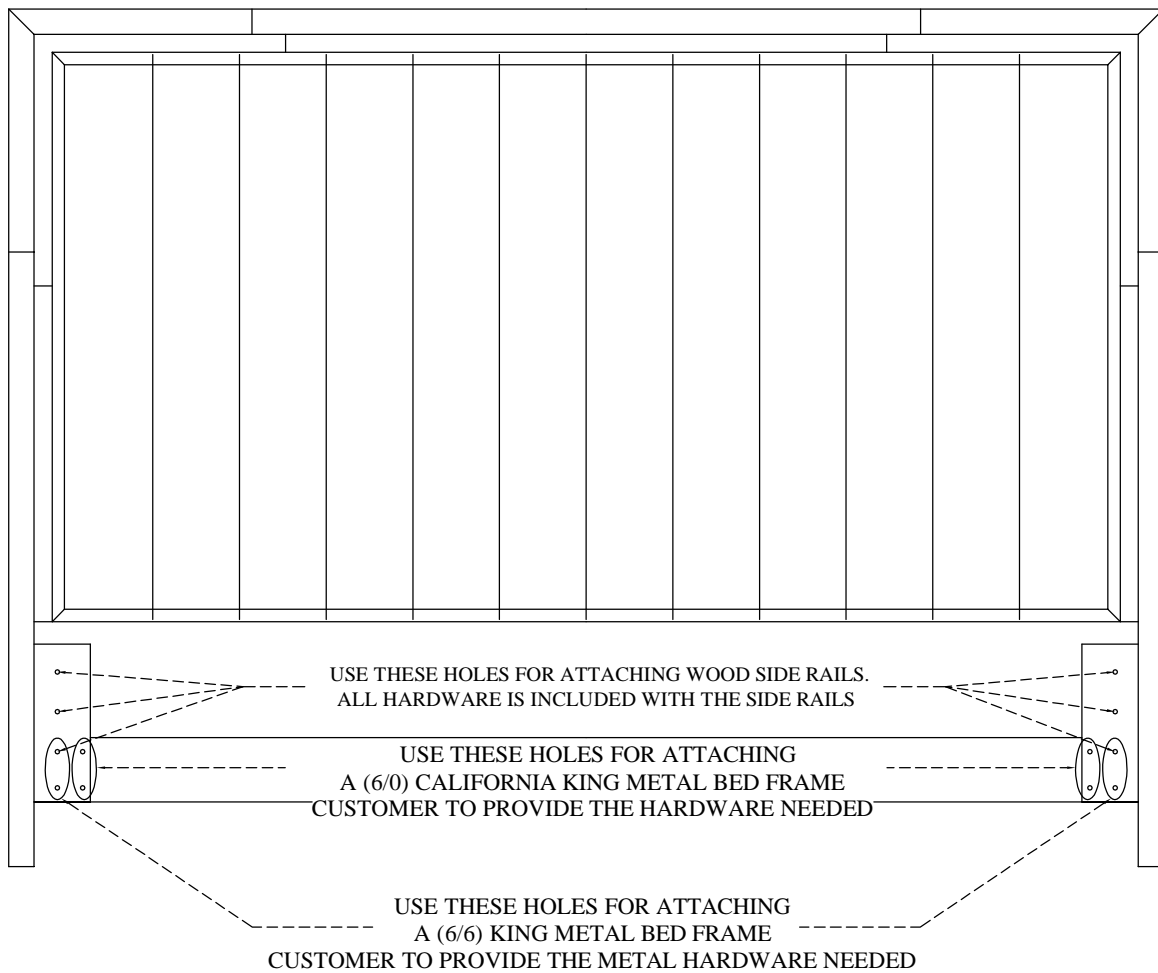 USE THESE HOLES FOR ATTACHING WOOD SIDE RAILS.
ALL HARDWARE IS INCLUDED WITH THE SIDE RAILS
USE THESE HOLES FOR ATTACHING
A (6/0) CALIFORNIA KING METAL BED FRAME
CUSTOMER TO PROVIDE THE HARDWARE NEEDED
USE THESE HOLES FOR ATTACHING
A (6/6) KING METAL BED FRAME
CUSTOMER TO PROVIDE THE METAL HARDWARE NEEDED